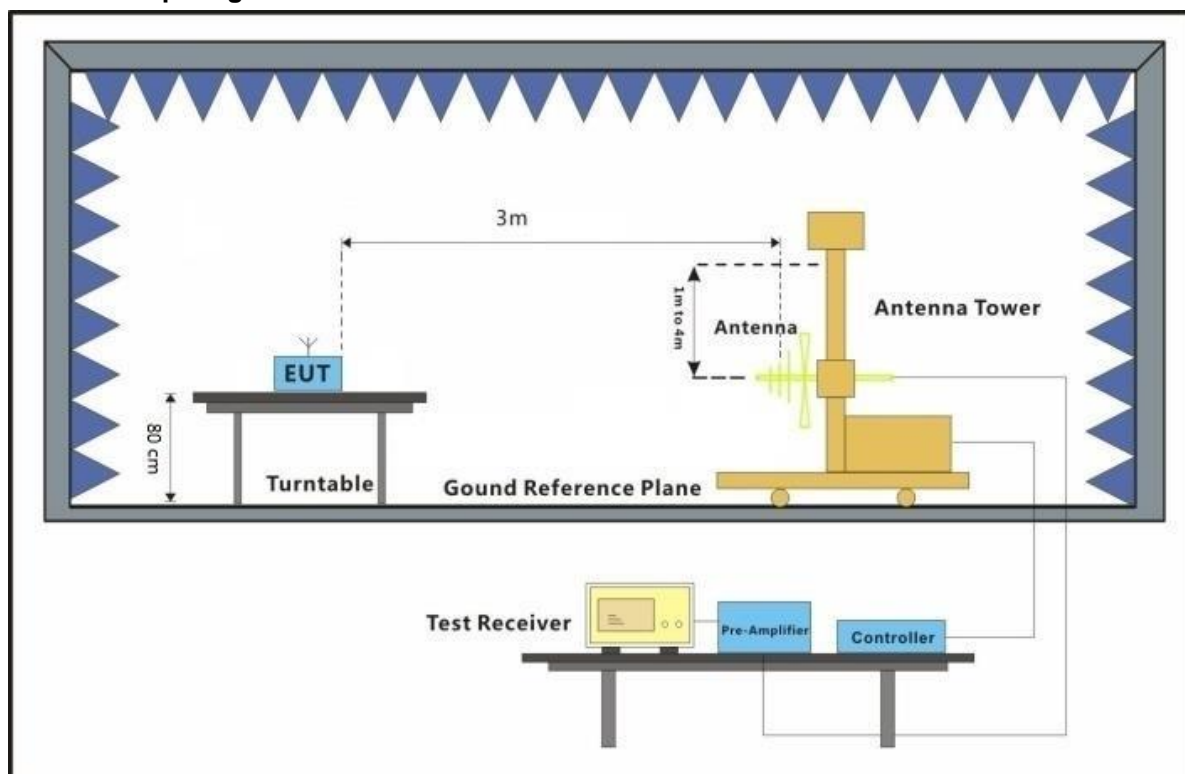 3m
1m to 4m
Antenna
Antenna Tower
EUT
80 cm
Turntable
Gound Reference Plane
Test Receiver
Pre-Amplifier
Controller